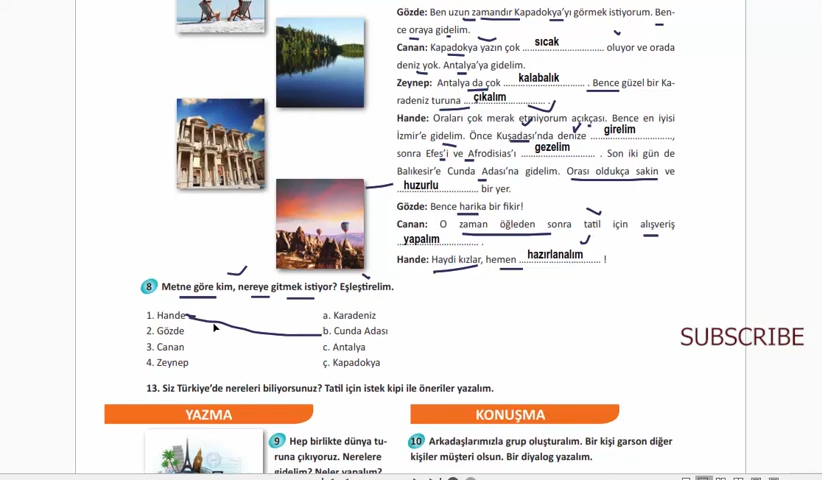 Gözde: Ben uzun zamandır Kapadokya'yı görmek istiyorum. Ben-
ce oraya gidelim.
Canan: Kapadokya yazın çok sıcak oluyor ve orada
deniz yok. Antalya'ya gidelim.
Zeynep: Antalya da çok kalabalık . Bence güzel bir Ka-
radeniz turuna çıkalım .
Hande: Oraları çok merak etmiyorum açıkçası. Bence en iyisi
İzmir'e gidelim. Önce Kuşadası'nda denize girelim ,
sonra Efes'i ve Afrodisias'ı gezelim . Son iki gün de
Balıkesir'e Cunda Adası'na gidelim. Orası oldukça sakin ve
huzurlu bir yer.
Gözde: Bence harika bir fikir!
Canan: O zaman öğleden sonra tatil için alışveriş
yapalım .
Hande: Haydi kızlar, hemen hazırlanalım !
8 Metne göre kim, nereye gitmek istiyor? Eşleştirelim.
1. Hande a. Karadeniz
2. Gözde b. Cunda Adası
3. Canan c. Antalya
4. Zeynep ç. Kapadokya
SUBSCRIBE
13. Siz Türkiye'de nereleri biliyorsunuz? Tatil için istek kipi ile öneriler yazalım.
YAZMA
KONUŞMA
9 Hep birlikte dünya tu-
runa çıkıyoruz. Nerelere
gidelim? Neler yapalım?
10 Arkadaşlarımızla grup oluşturalım. Bir kişi garson diğer
kişiler müşteri olsun. Bir diyalog yazalım.